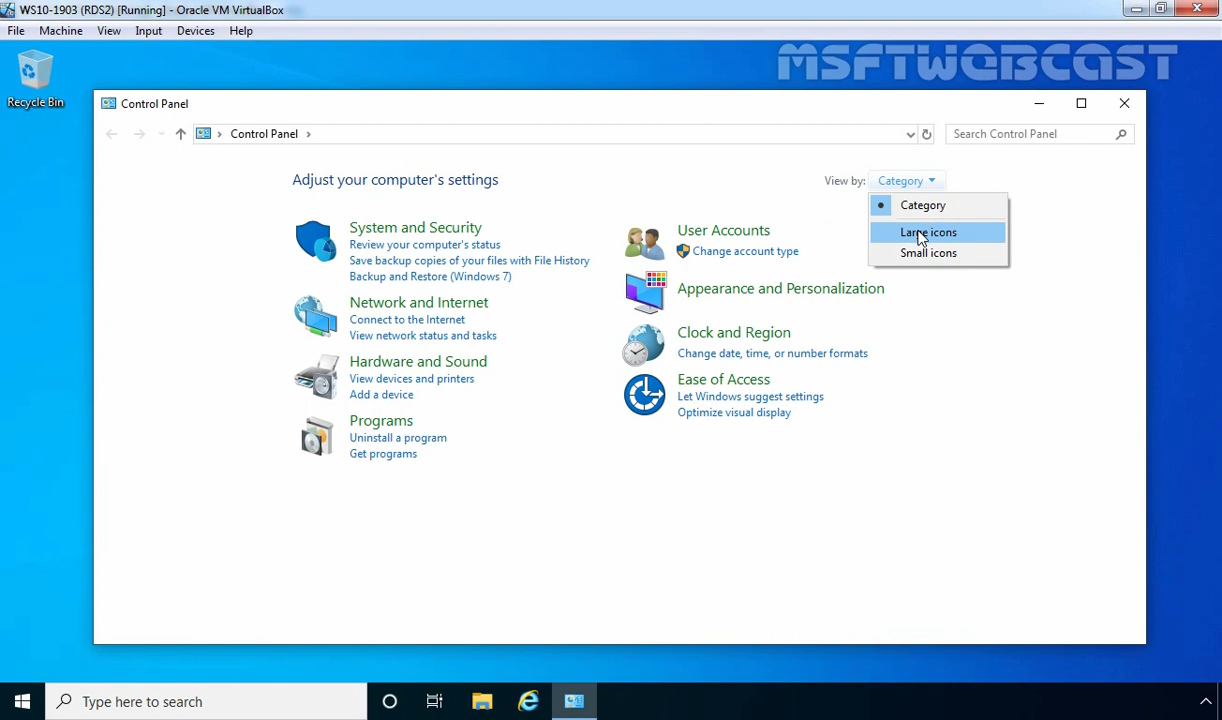 WS10-1903 (RDS2) [Running] - Oracle VM VirtualBox
File Machine View Input Devices Help
MSFTWEBCAST
Recycle Bin
Control Panel
Control Panel
Search Control Panel
Adjust your computer's settings
View by: Category
Category
Large icons
Small icons
System and Security
Review your computer's status
Save backup copies of your files with File History
Backup and Restore (Windows 7)
Network and Internet
Connect to the Internet
View network status and tasks
Hardware and Sound
View devices and printers
Add a device
Programs
Uninstall a program
Get programs
User Accounts
Change account type
Appearance and Personalization
Clock and Region
Change date, time, or number formats
Ease of Access
Let Windows suggest settings
Optimize visual display
Type here to search